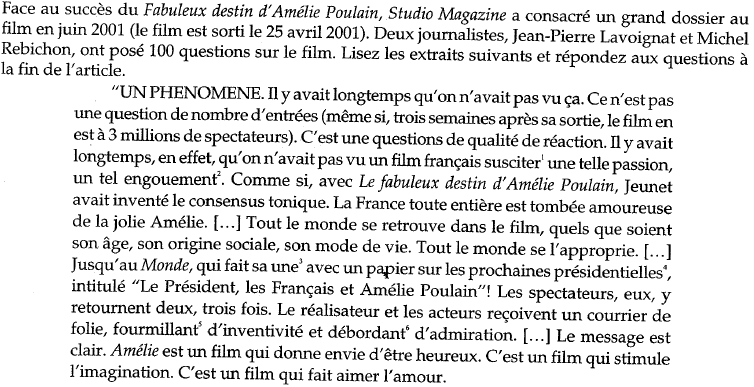 Face au succès du Fabuleux destin d'Amélie Poulain, Studio Magazine a consacré un grand dossier au
film en juin 2001 (le film est sorti le 25 avril 2001). Deux journalistes, Jean-Pierre Lavoignat et Michel
Rebichon, ont posé 100 questions sur le film. Lisez les extraits suivants et répondez aux questions à
la fin de l'article.
"UN PHENOMENE. Il y avait longtemps qu'on n'avait pas vu ça. Ce n'est pas
une question de nombre d'entrées (même si, trois semaines après sa sortie, le film en
est à 3 millions de spectateurs). C'est une questions de qualité de réaction. Il y avait
longtemps, en effet, qu'on n'avait pas vu un film français susciter¹ une telle passion,
un tel engouement². Comme si, avec Le fabuleux destin d'Amélie Poulain, Jeunet
avait inventé le consensus tonique. La France toute entière est tombée amoureuse
de la jolie Amélie. [...] Tout le monde se retrouve dans le film, quels que soient
son âge, son origine sociale, son mode de vie. Tout le monde se l'approprie. [...]
Jusqu'au Monde, qui fait sa une³ avec un papier sur les prochaines présidentielles⁴,
intitulé "Le Président, les Français et Amélie Poulain"! Les spectateurs, eux, y
retournent deux, trois fois. Le réalisateur et les acteurs reçoivent un courrier de
folie, fourmillant⁵ d'inventivité et débordant⁶ d'admiration. [...] Le message est
clair. Amélie est un film qui donne envie d'être heureux. C'est un film qui stimule
l'imagination. C'est un film qui fait aimer l'amour.